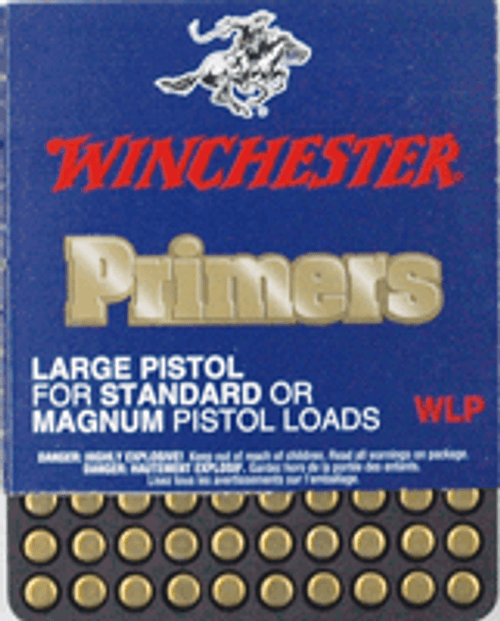 WINCHESTER
Primers
LARGE PISTOL
FOR STANDARD OR
MAGNUM PISTOL LOADS
WLP
DANGER: HIGHLY EXPLOSIVE! Keep out of reach of children. Read all warnings on package.
DANGER: HAUTEMENT EXPLOSIF. Gardez hors de la portée des enfants.
Lisez tous les avertissements sur l'emballage.